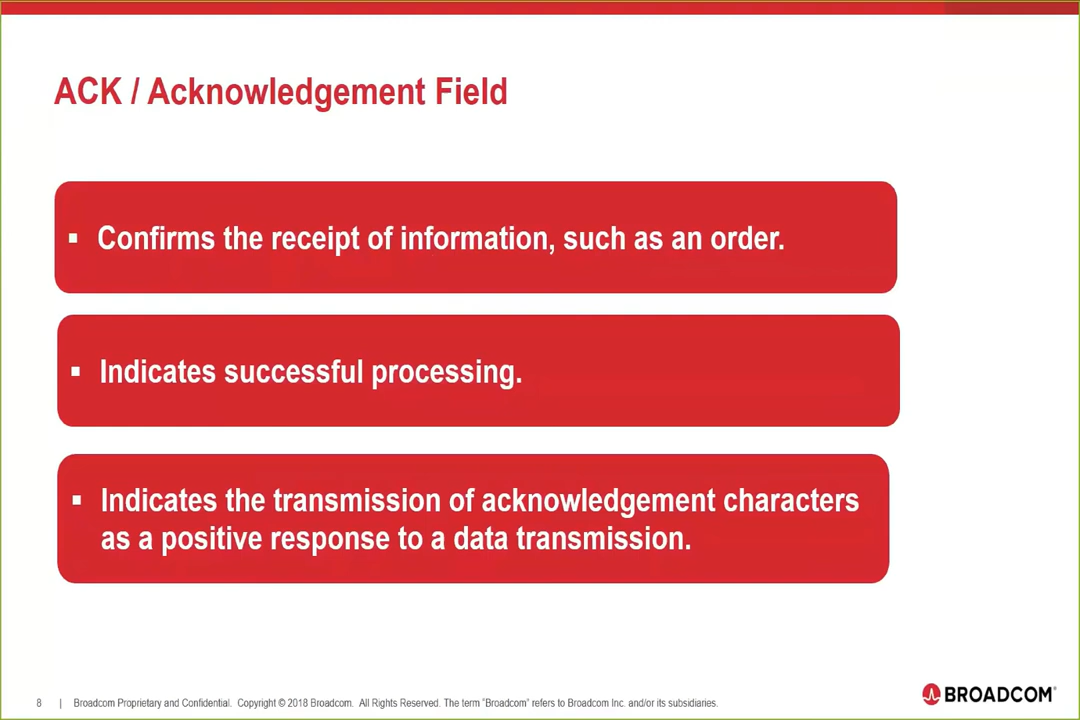 ACK / Acknowledgement Field
▪ Confirms the receipt of information, such as an order.
▪ Indicates successful processing.
▪ Indicates the transmission of acknowledgement characters
as a positive response to a data transmission.
8 | Broadcom Proprietary and Confidential. Copyright © 2018 Broadcom. All Rights Reserved. The term "Broadcom" refers to Broadcom Inc. and/or its subsidiaries.
BROADCOM®